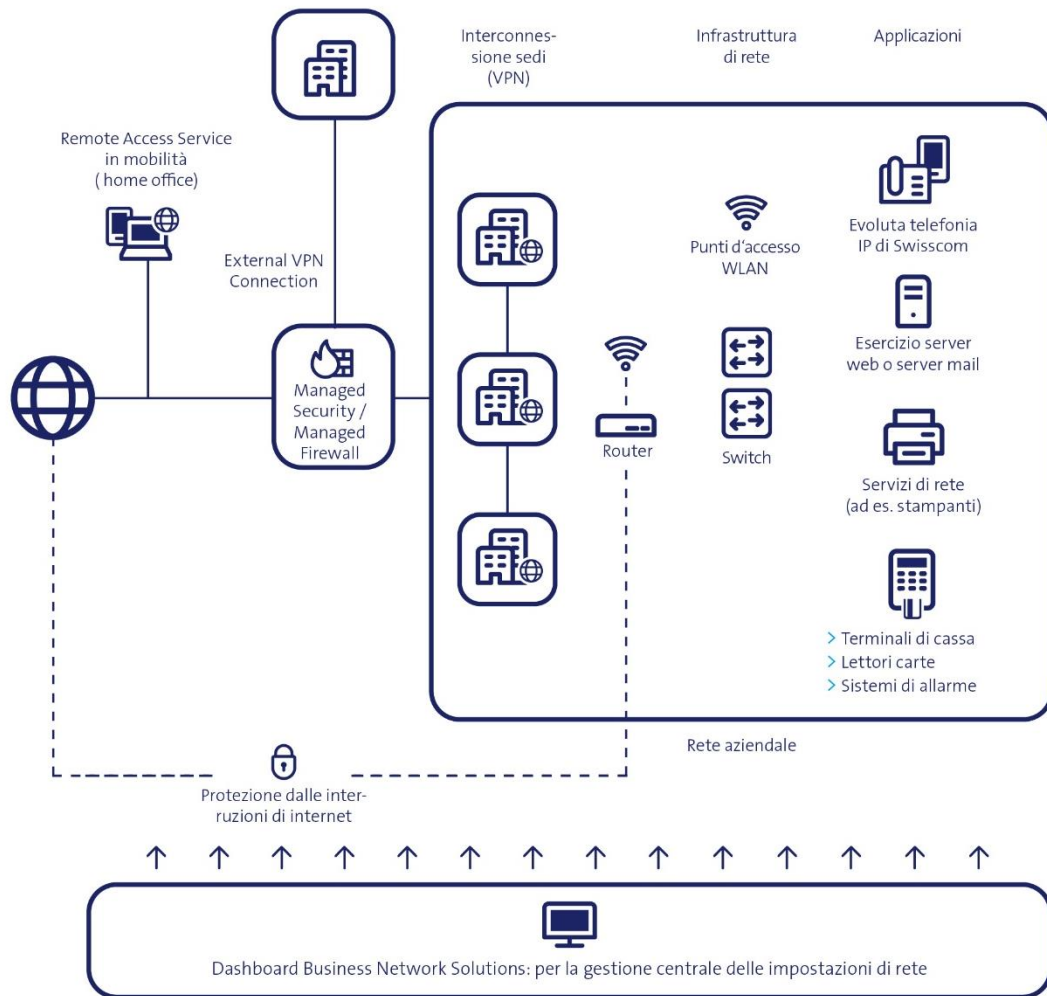 Interconnes-
sione sedi
(VPN)
Infrastruttura
di rete
Applicazioni
Remote Access Service
in mobilità
( home office)
External VPN
Connection
Managed
Security /
Managed
Firewall
Router
Punti d‘accesso
WLAN
Switch
Evoluta telefonia
IP di Swisscom
Esercizio server
web o server mail
Servizi di rete
(ad es. stampanti)
> Terminali di cassa
> Lettori carte
> Sistemi di allarme
Rete aziendale
Protezione dalle inter-
ruzioni di internet
Dashboard Business Network Solutions: per la gestione centrale delle impostazioni di rete